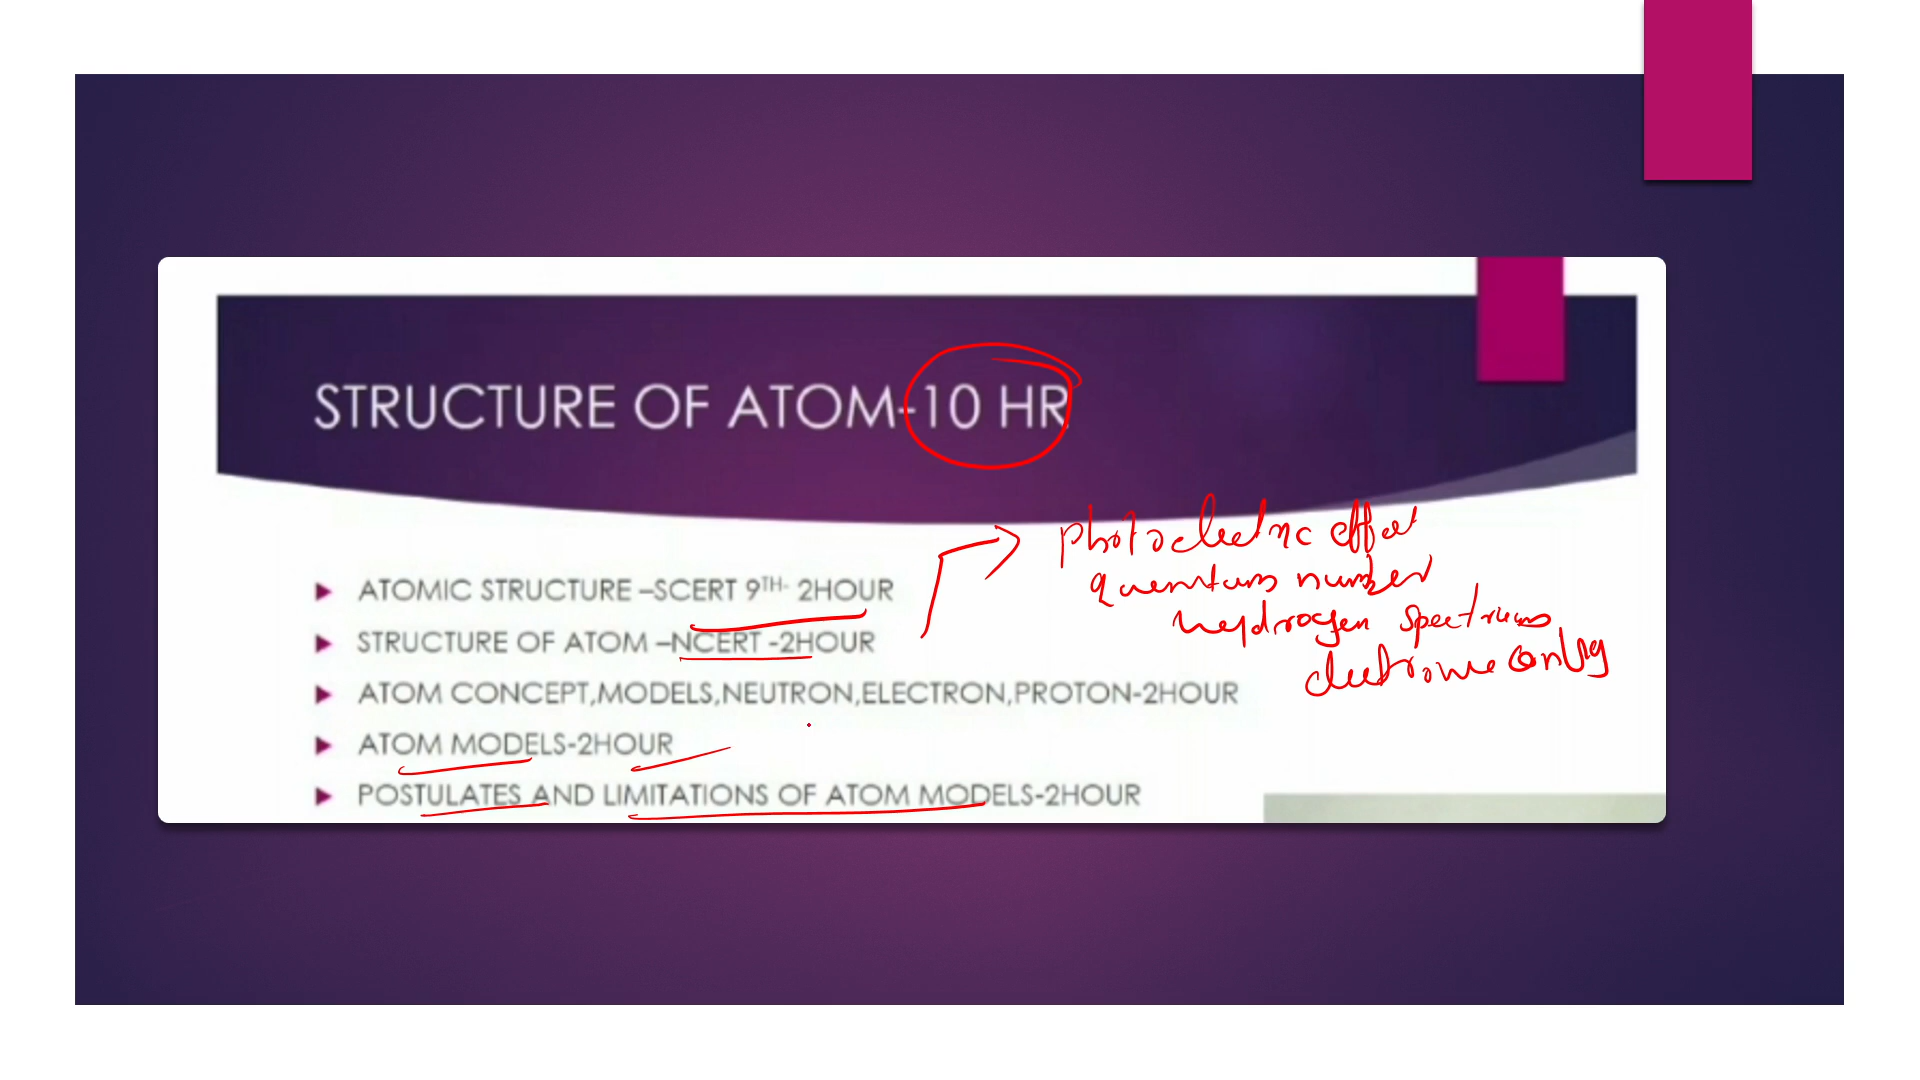 STRUCTURE OF ATOM-10 HR
photoelectric effect
quantum number
hydrogen spectrum
ATOMIC STRUCTURE –SCERT 9TH- 2HOUR
STRUCTURE OF ATOM –NCERT -2HOUR
ATOM CONCEPT,MODELS,NEUTRON,ELECTRON,PROTON-2HOUR
ATOM MODELS-2HOUR
POSTULATES AND LIMITATIONS OF ATOM MODELS-2HOUR